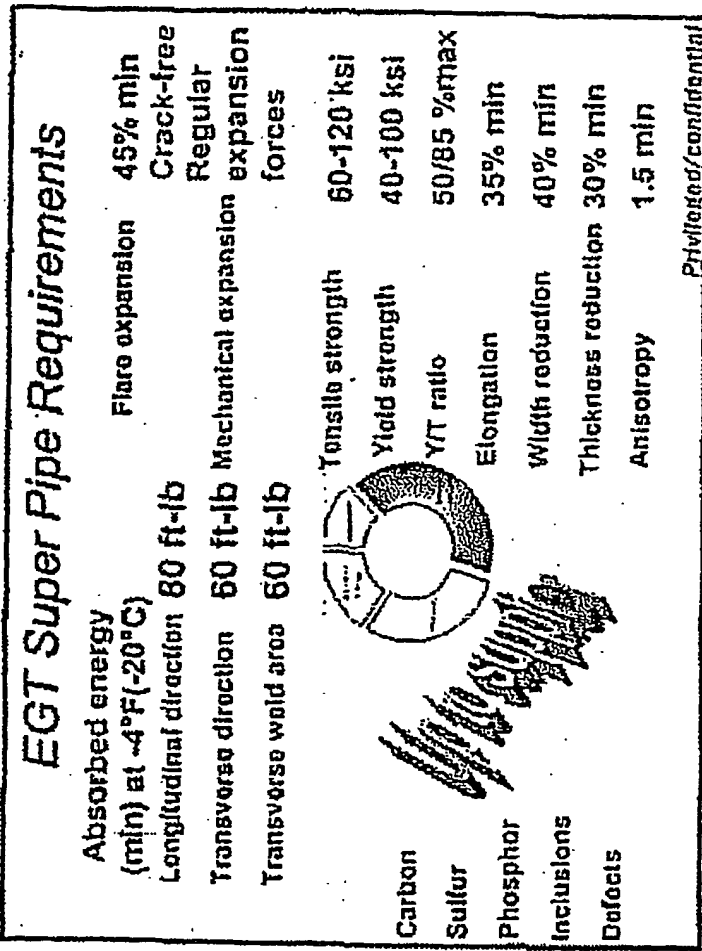 EGT Super Pipe Requirements
Absorbed energy
(min) at -4°F(-20°C)
Longitudinal direction 80 ft-lb
Transverse direction 60 ft-lb
Transverse weld area 60 ft-lb
Flare expansion 45% min
Crack-free
Mechanical expansion Regular
expansion
forces
Tensile strength 60-120 ksi
Yield strength 40-100 ksi
Y/T ratio 50/85 %max
Elongation 35% min
Width reduction 40% min
Thickness reduction 30% min
Anisotropy 1.5 min
Carbon
Sulfur
Phosphor
Inclusions
Defects
Privileged/confidential